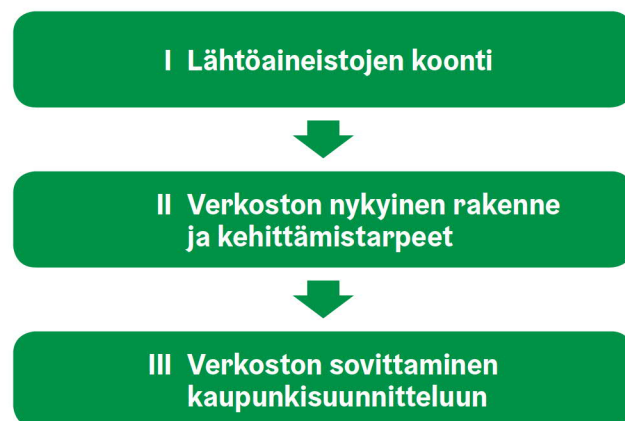 I Lähtöaineistojen koonti
II Verkoston nykyinen rakenne
ja kehittämistarpeet
III Verkoston sovittaminen
kaupunkisuunnitteluun